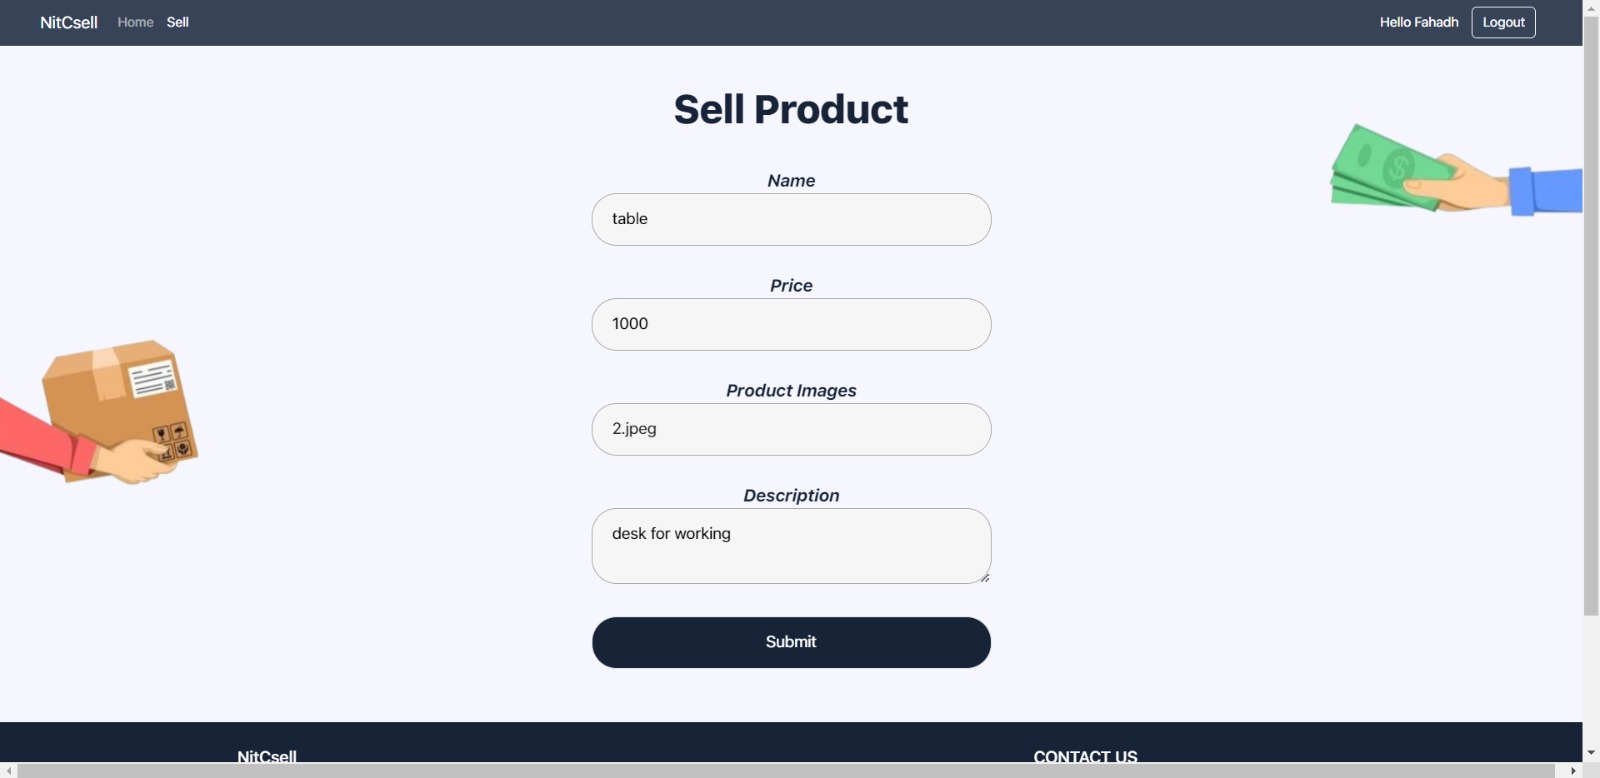 NitCsell Home Sell Hello Fahadh Logout
Sell Product
Name
table
Price
1000
Product Images
2.jpeg
Description
desk for working
Submit
NitCsell CONTACT US